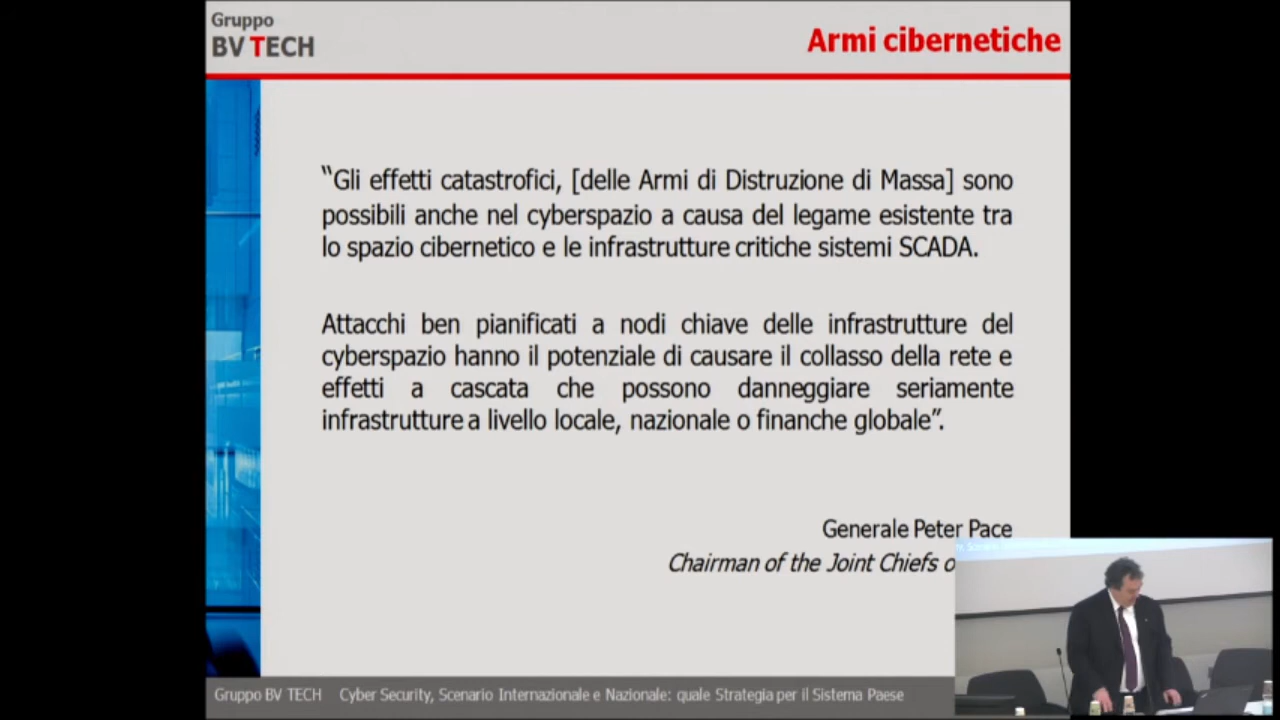 Gruppo
BV TECH
Armi cibernetiche
“Gli effetti catastrofici, [delle Armi di Distruzione di Massa] sono
possibili anche nel cyberspazio a causa del legame esistente tra
lo spazio cibernetico e le infrastrutture critiche sistemi SCADA.
Attacchi ben pianificati a nodi chiave delle infrastrutture del
cyberspazio hanno il potenziale di causare il collasso della rete e
effetti a cascata che possono danneggiare seriamente
infrastrutture a livello locale, nazionale o finanche globale”.
Generale Peter Pace
Chairman of the Joint Chiefs o
Gruppo BV TECH Cyber Security, Scenario Internazionale e Nazionale: quale Strategia per il Sistema Paese